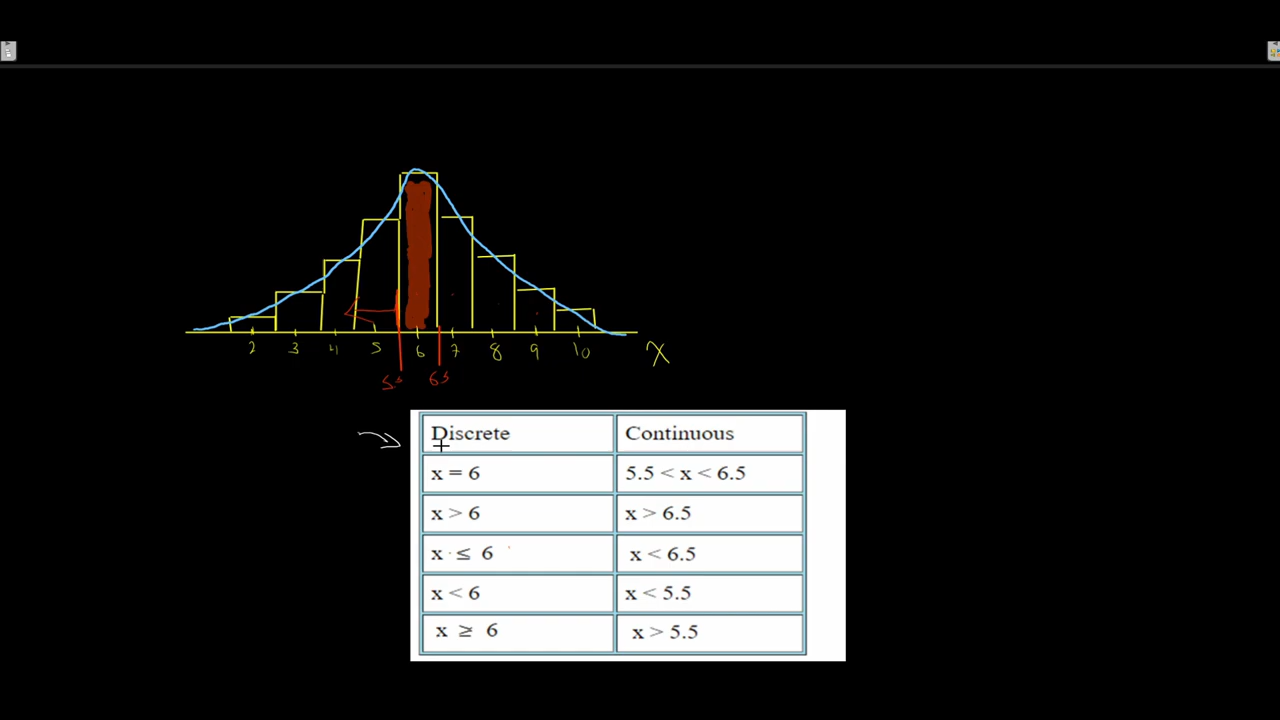 2 3 4 5 6 7 8 9 10 X
5.5 6.5
Discrete Continuous
x = 6 5.5 < x < 6.5
x > 6 x > 6.5
x ≤ 6 x < 6.5
x < 6 x < 5.5
x ≥ 6 x > 5.5